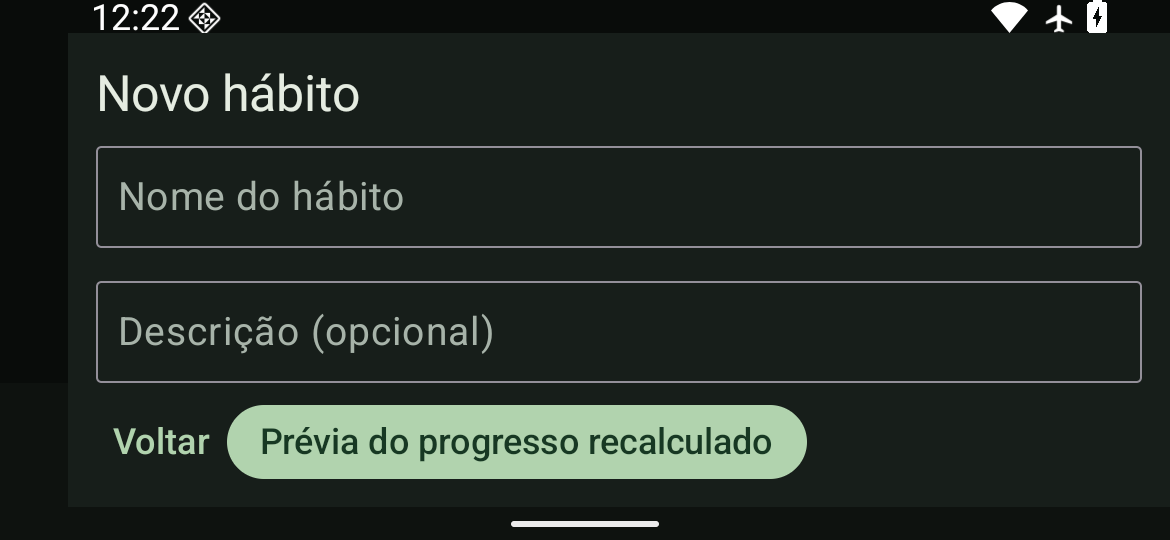 12:22
Novo hábito
Nome do hábito
Descrição (opcional)
Voltar Prévia do progresso recalculado